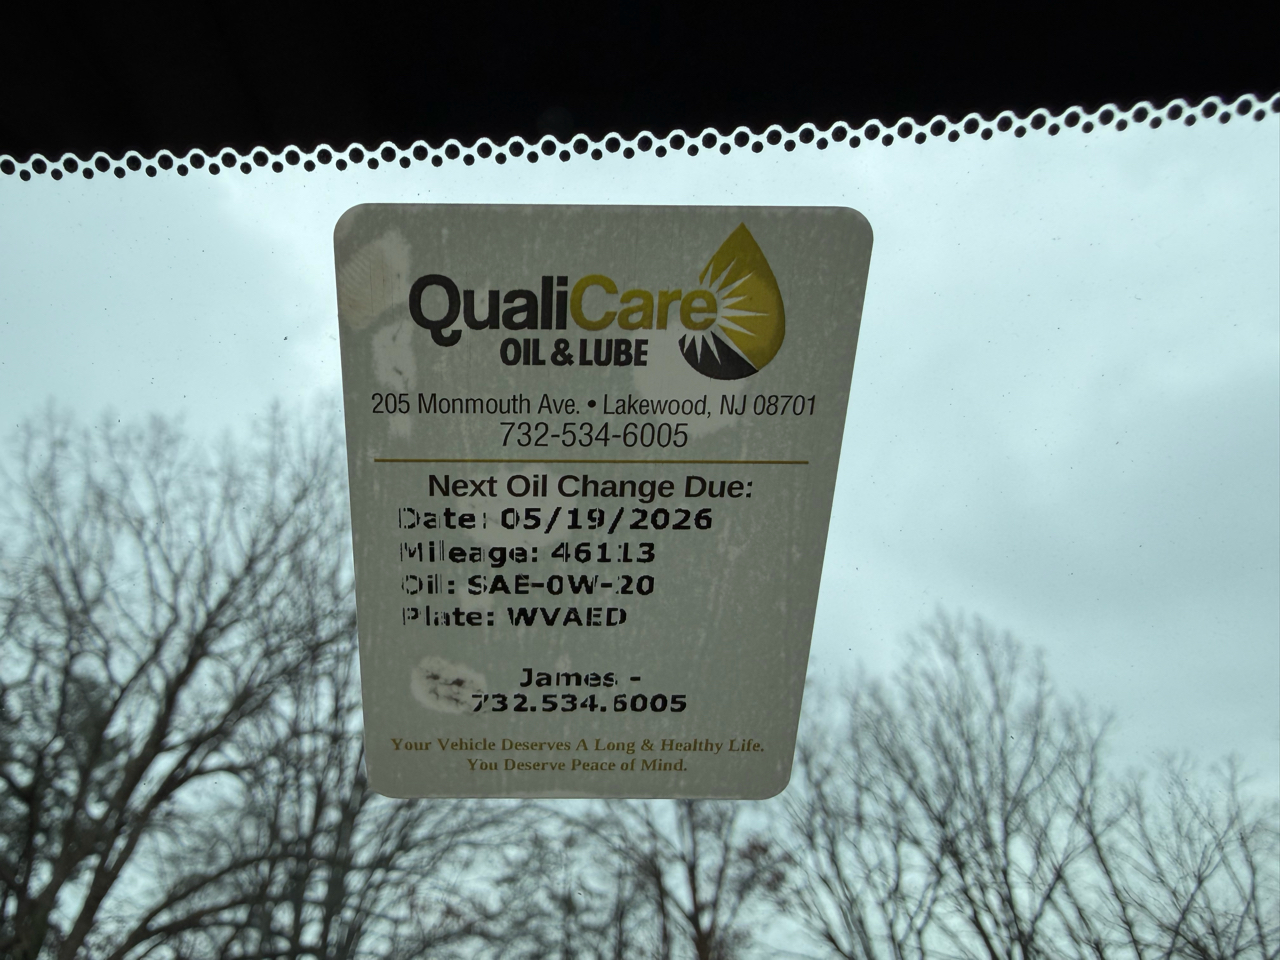 QualiCare
OIL & LUBE
205 Monmouth Ave. • Lakewood, NJ 08701
732-534-6005
Next Oil Change Due:
Date: 05/19/2026
Mileage: 46113
Oil: SAE-0W-20
Plate: WVAED
James -
732.534.6005
Your Vehicle Deserves A Long & Healthy Life.
You Deserve Peace of Mind.